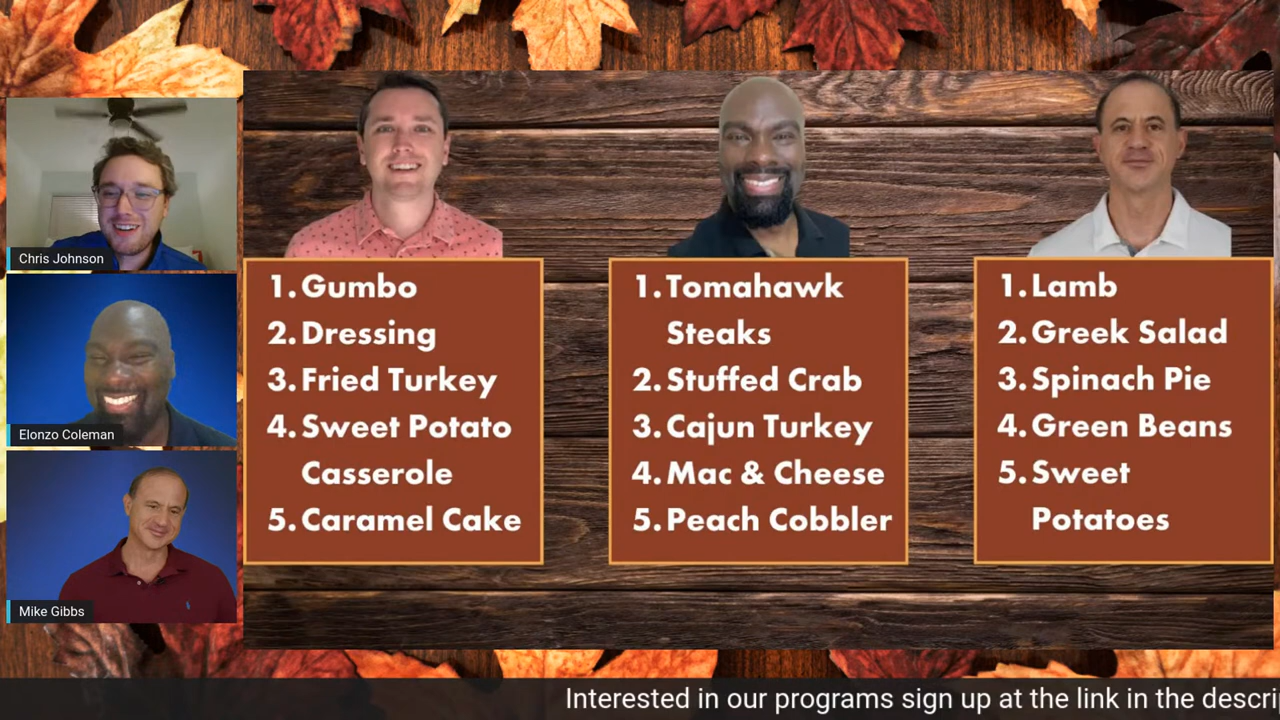 Chris Johnson
Elonzo Coleman
Mike Gibbs
1. Gumbo
2. Dressing
3. Fried Turkey
4. Sweet Potato
Casserole
5. Caramel Cake
1. Tomahawk
Steaks
2. Stuffed Crab
3. Cajun Turkey
4. Mac & Cheese
5. Peach Cobbler
1. Lamb
2. Greek Salad
3. Spinach Pie
4. Green Beans
5. Sweet
Potatoes
Interested in our programs sign up at the link in the descri